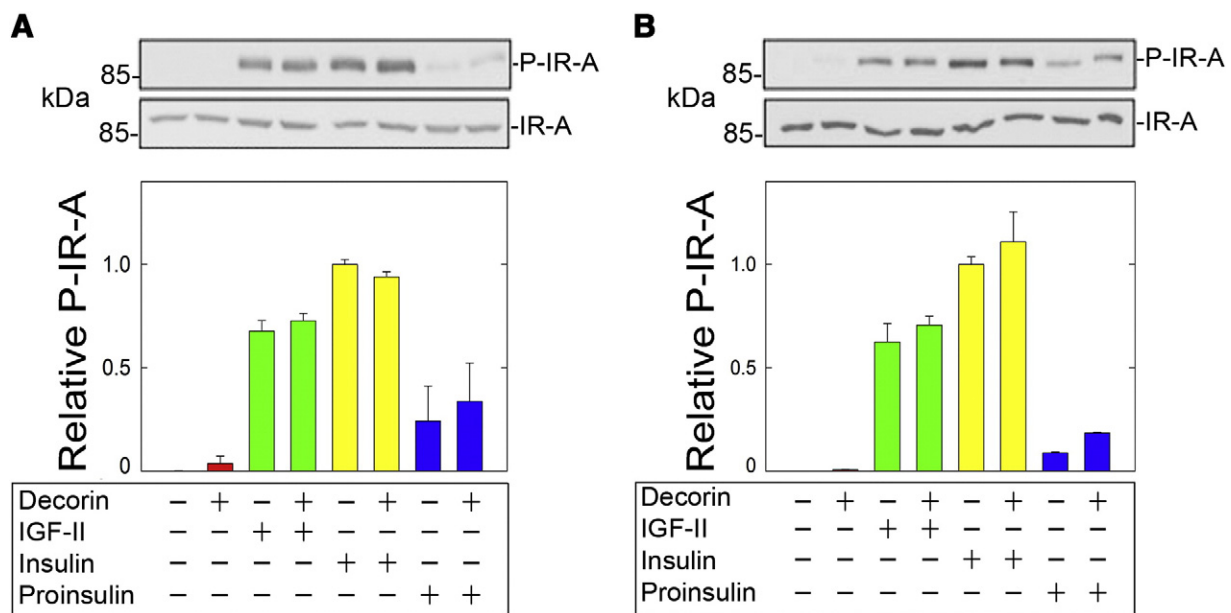 A
85-
-P-IR-A
kDa
85-
-IR-A
Relative P-IR-A
1.0
0.5
0
Decorin − + − + − + − +
IGF-II − − + + − − − −
Insulin − − − − + + − −
Proinsulin − − − − − − + +
B
85-
-P-IR-A
kDa
85-
-IR-A
Relative P-IR-A
1.0
0.5
0
Decorin − + − + − + − +
IGF-II − − + + − − − −
Insulin − − − − + + − −
Proinsulin − − − − − − + +